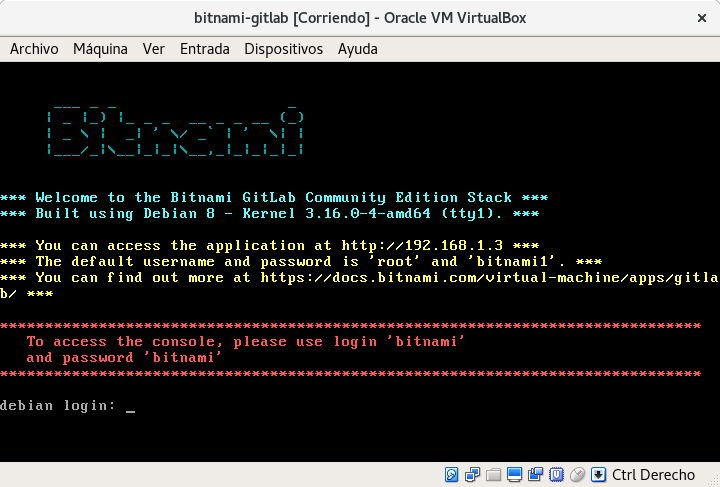 bitnami-gitlab [Corriendo] - Oracle VM VirtualBox
Archivo Máquina Ver Entrada Dispositivos Ayuda
Bitnami
*** Welcome to the Bitnami GitLab Community Edition Stack ***
*** Built using Debian 8 - Kernel 3.16.0-4-amd64 (tty1). ***
*** You can access the application at http://192.168.1.3 ***
*** The default username and password is 'root' and 'bitnami1'. ***
*** You can find out more at https://docs.bitnami.com/virtual-machine/apps/gitla
b/ ***
******************************************************************************
To access the console, please use login 'bitnami'
and password 'bitnami'
******************************************************************************
debian login: _
Ctrl Derecho